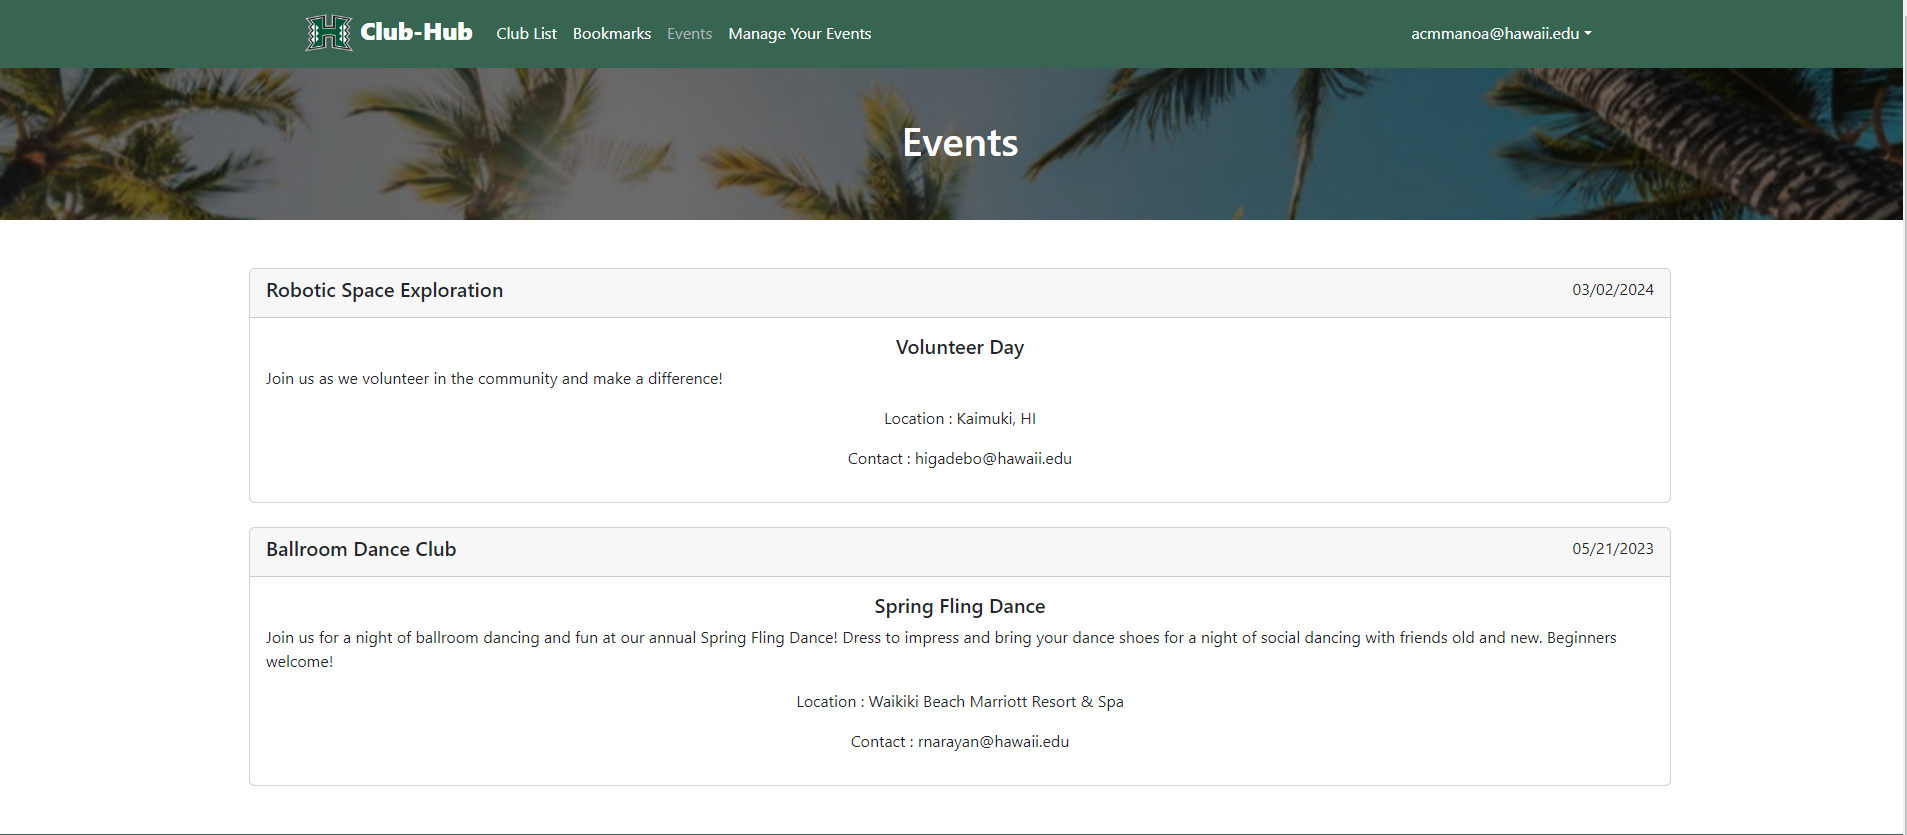 Club-Hub Club List Bookmarks Events Manage Your Events acmmanoa@hawaii.edu
Events
Robotic Space Exploration 03/02/2024
Volunteer Day
Join us as we volunteer in the community and make a difference!
Location : Kaimuki, HI
Contact : higadebo@hawaii.edu
Ballroom Dance Club 05/21/2023
Spring Fling Dance
Join us for a night of ballroom dancing and fun at our annual Spring Fling Dance! Dress to impress and bring your dance shoes for a night of social dancing with friends old and new. Beginners
welcome!
Location : Waikiki Beach Marriott Resort & Spa
Contact : rnarayan@hawaii.edu